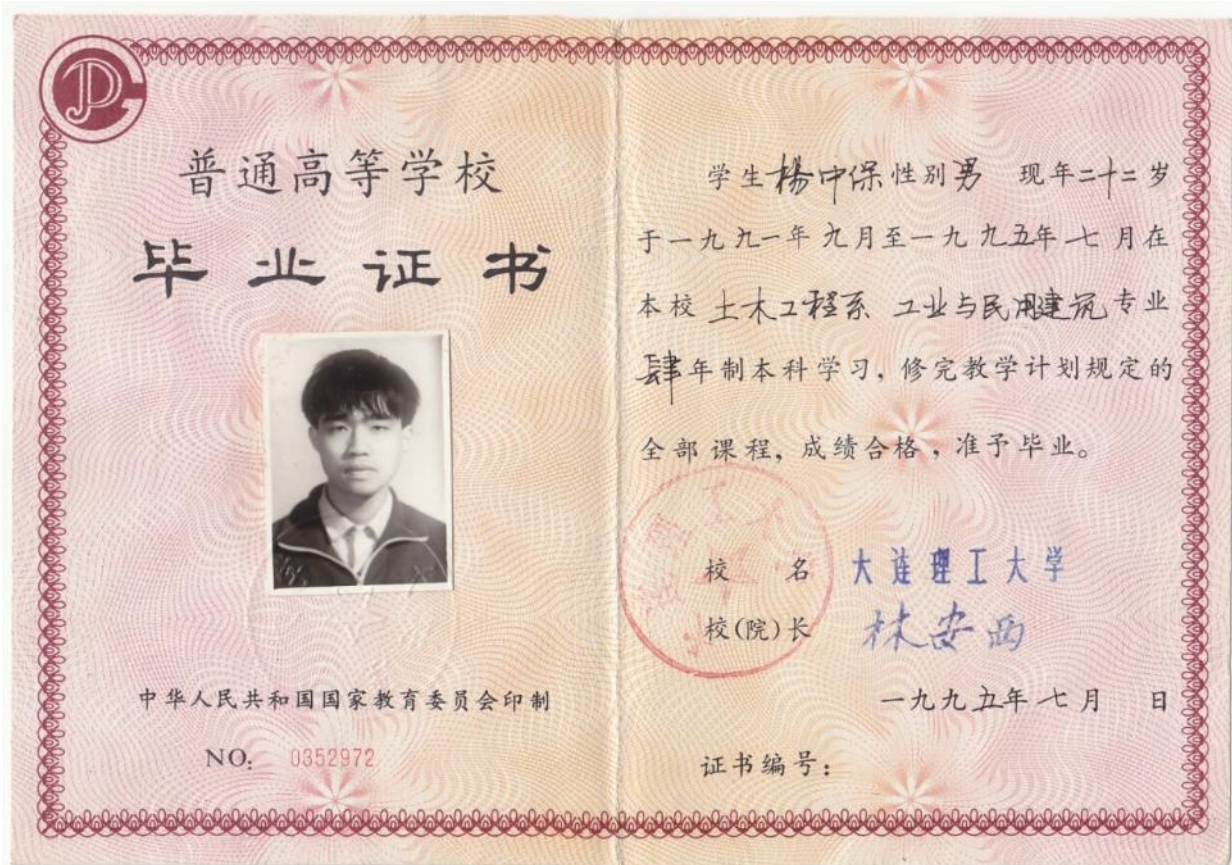 普通高等学校
毕业证书
中华人民共和国国家教育委员会印制
NO: 0352972
学生楊中保性别男 现年二十二岁
于一九九一年九月至一九九五年七月在
本校 土木工程系 工业与民用建筑专业
肆年制本科学习,修完教学计划规定的
全部课程,成绩合格,准予毕业。
校 名 大连理工大学
校(院)长 林安西
一九九五年七月 日
证书编号: